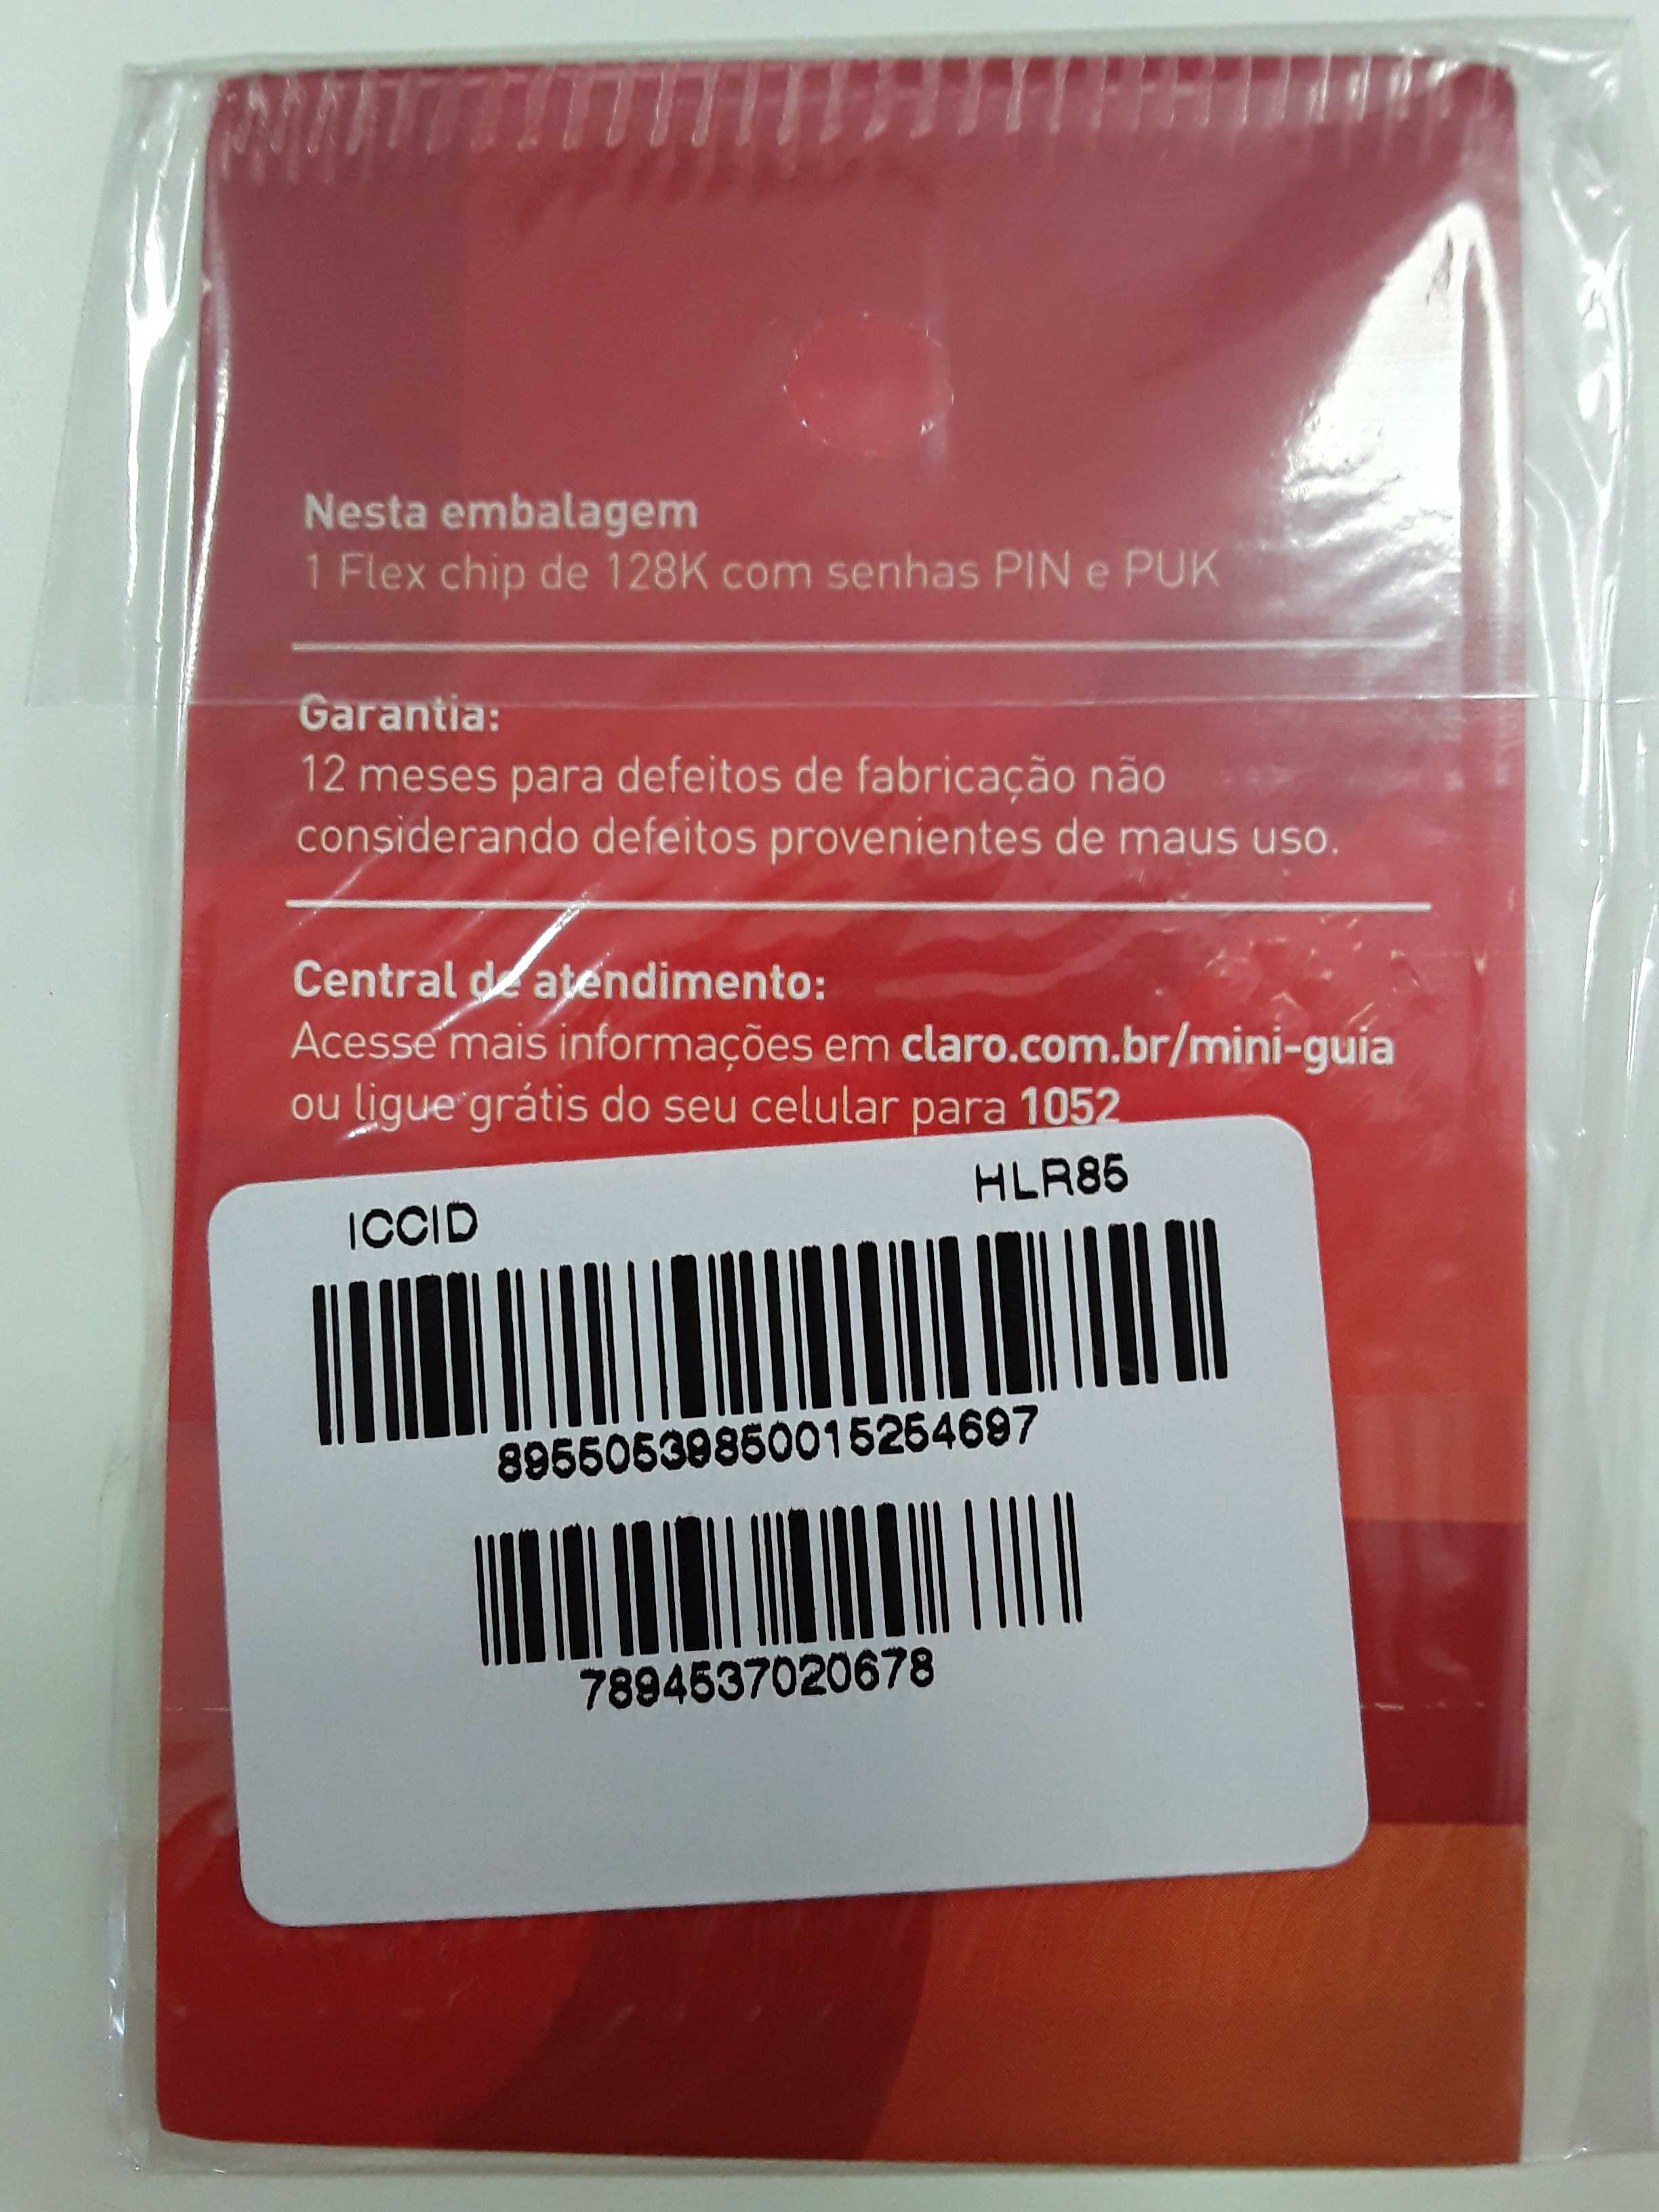 Nesta embalagem
1 Flex chip de 128K com senhas PIN e PUK
Garantia:
12 meses para defeitos de fabricação não
considerando defeitos provenientes de maus uso.
Central de atendimento:
Acesse mais informações em claro.com.br/mini-guia
ou ligue grátis do seu celular para 1052
ICCID HLR85
89550539850015254697
7894537020678